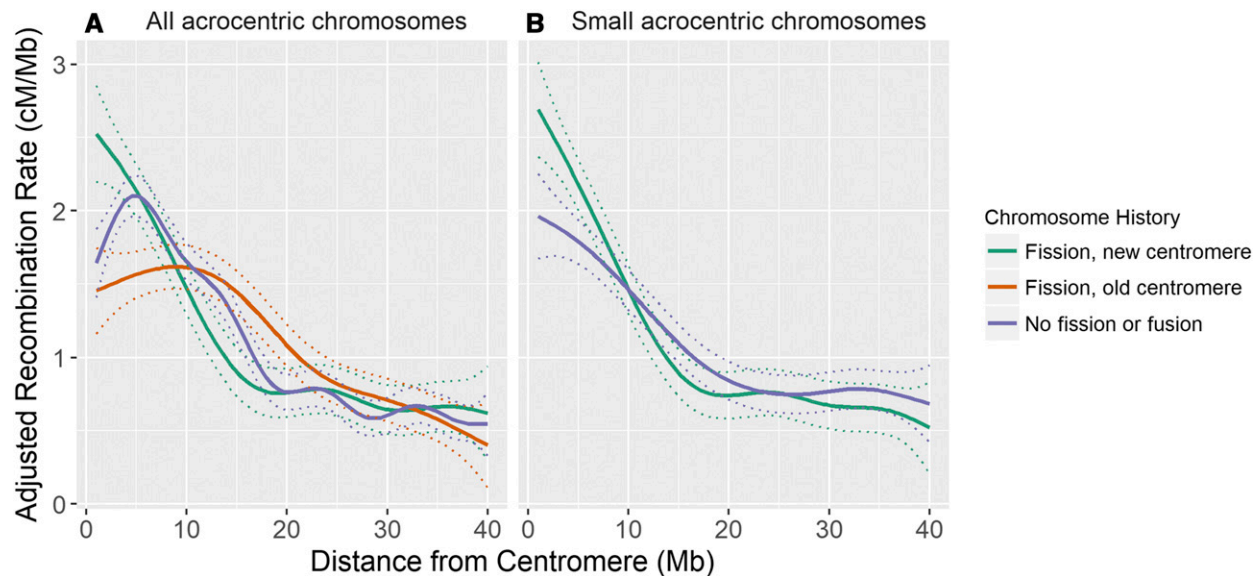 A All acrocentric chromosomes
B Small acrocentric chromosomes
Adjusted Recombination Rate (cM/Mb)
3
2
1
0
0 10 20 30 40
0 10 20 30 40
Distance from Centromere (Mb)
Chromosome History
Fission, new centromere
Fission, old centromere
No fission or fusion